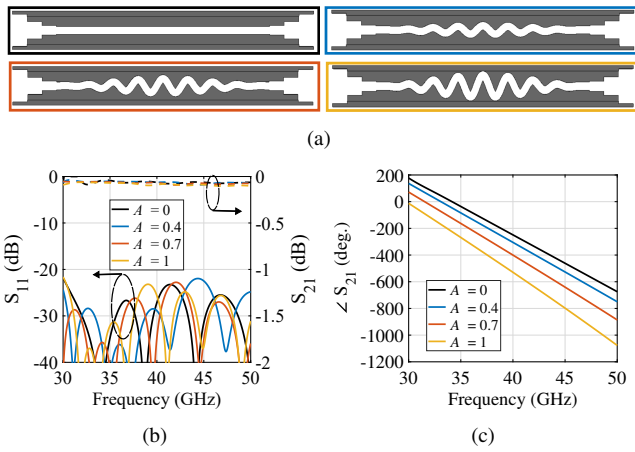 (a)
0
-10
-20
-30
-40
S11 (dB)
0
-0.5
-1
-1.5
-2
S21 (dB)
A = 0
A = 0.4
A = 0.7
A = 1
30 35 40 45 50
Frequency (GHz)
(b)
200
0
-200
-400
-600
-800
-1000
-1200
∠ S21 (deg.)
A = 0
A = 0.4
A = 0.7
A = 1
30 35 40 45 50
Frequency (GHz)
(c)